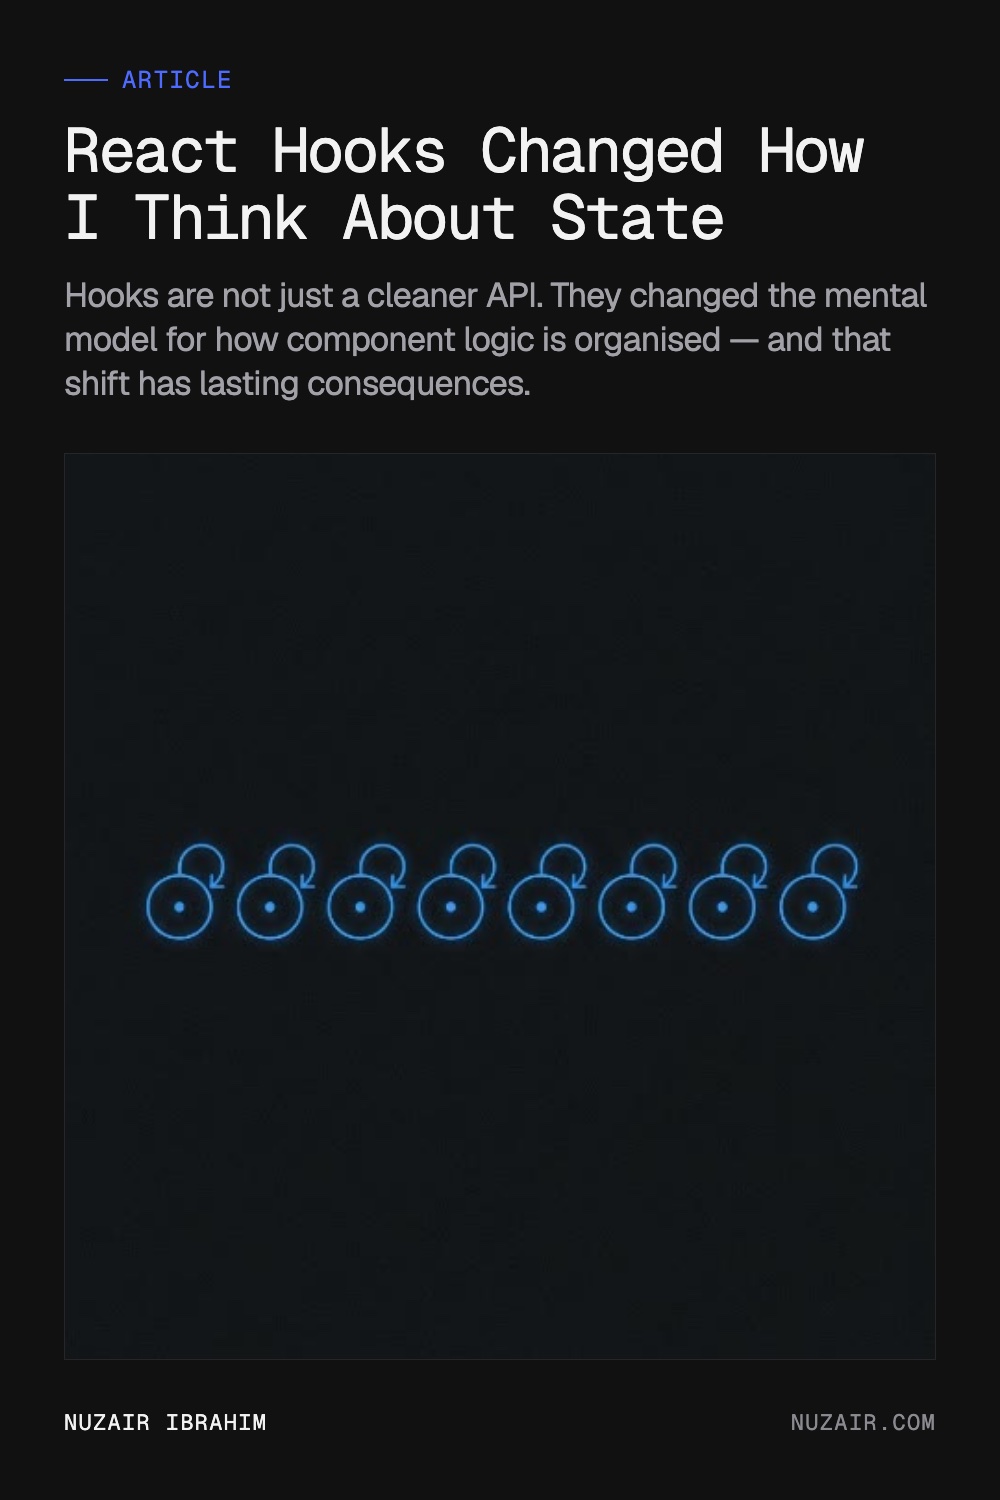 ARTICLE
React Hooks Changed How
I Think About State
Hooks are not just a cleaner API. They changed the mental
model for how component logic is organised — and that
shift has lasting consequences.
NUZAIR IBRAHIM
NUZAIR.COM